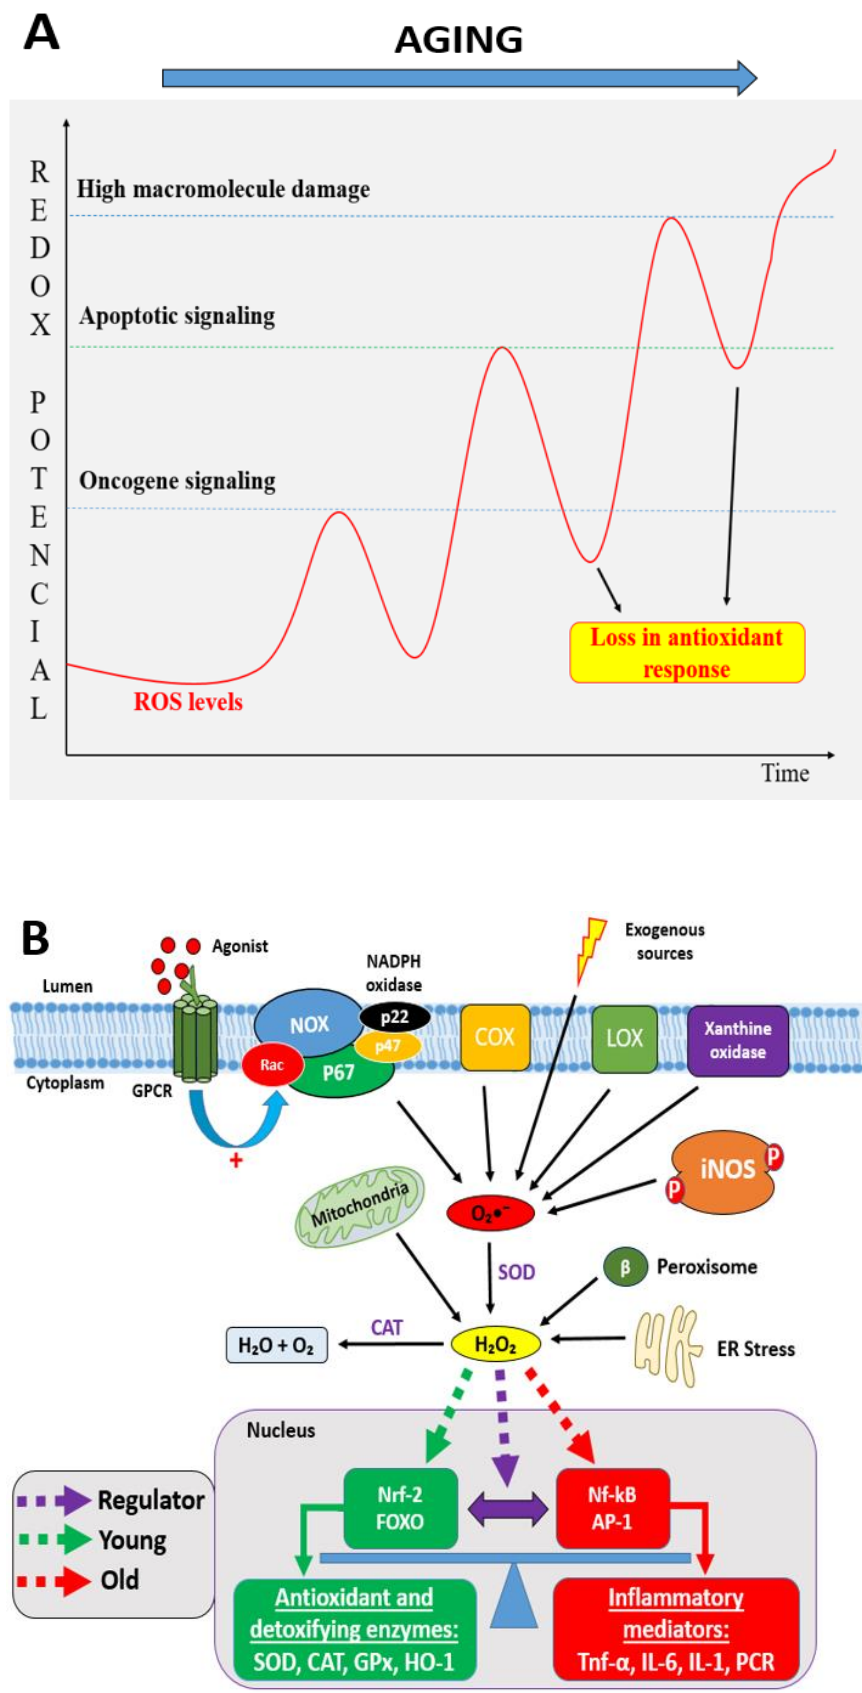 A
AGING
REDOX POTENCIAL
High macromolecule damage
Apoptotic signaling
Oncogene signaling
ROS levels
Loss in antioxidant
response
Time
B
Agonist
Exogenous
sources
NADPH
oxidase
Lumen
Cytoplasm
GPCR
NOX
p22
p47
Rac
P67
COX
LOX
Xanthine
oxidase
+
Mitochondria
O₂•⁻
iNOS
P
P
SOD
β
Peroxisome
CAT
H₂O + O₂
H₂O₂
ER Stress
Nucleus
Regulator
Young
Old
Nrf-2
FOXO
Nf-kB
AP-1
Antioxidant and
detoxifying enzymes:
SOD, CAT, GPx, HO-1
Inflammatory
mediators:
Tnf-α, IL-6, IL-1, PCR